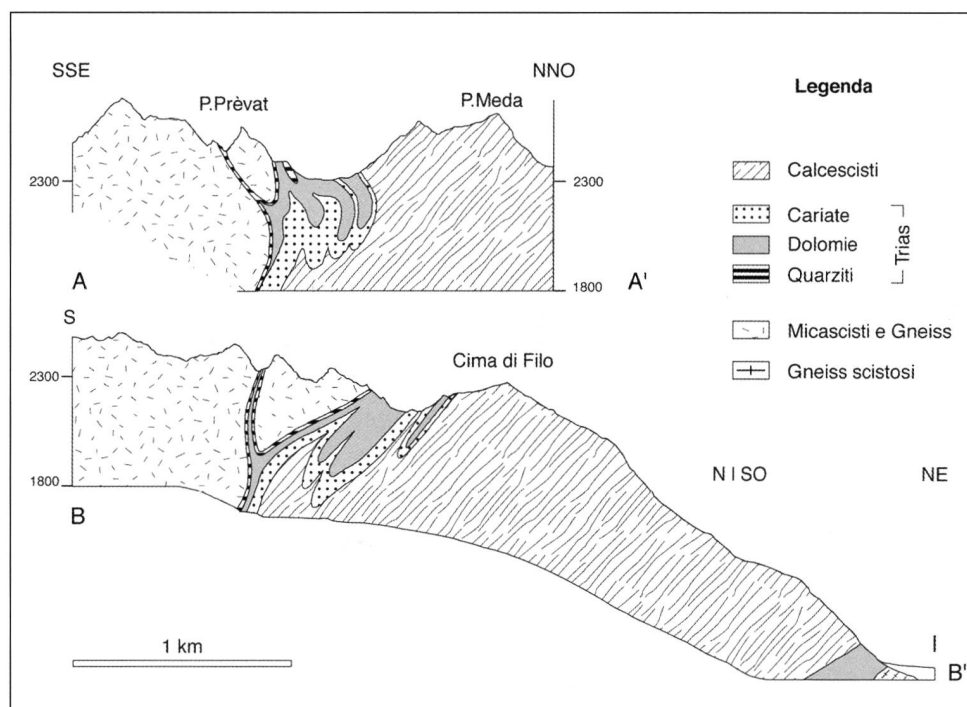 SSE
NNO
P.Prèvat
P.Meda
2300
2300
A
A'
1800
S
2300
Cima di Filo
1800
B
N I SO
NE
1 km
I
B'
Legenda
Calcescisti
Cariate
Dolomie
Quarziti
Trias
Micascisti e Gneiss
Gneiss scistosi